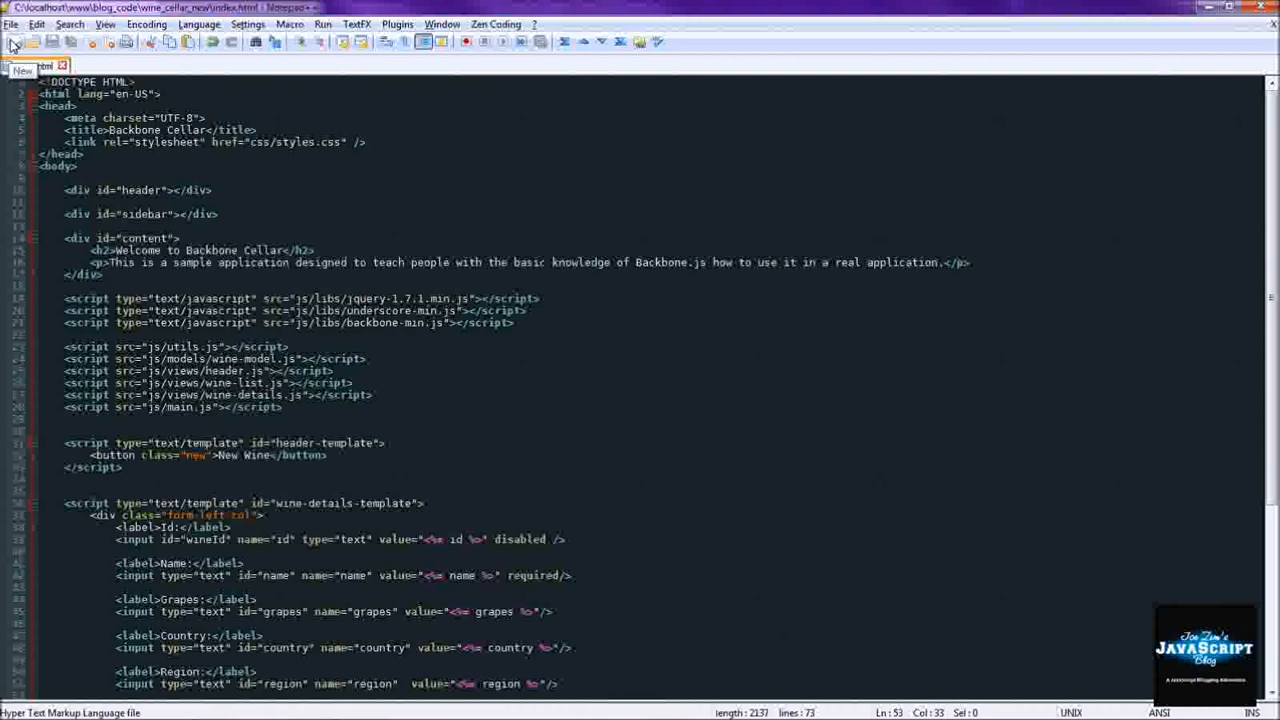 C:\localhost\www\blog_code\wine_cellar_new\index.html - Notepad++
File Edit Search View Encoding Language Settings Macro Run TextFX Plugins Window Zen Coding ?
New
<!DOCTYPE HTML>
<html lang="en-US">
<head>
<meta charset="UTF-8">
<title>Backbone Cellar</title>
<link rel="stylesheet" href="css/styles.css" />
</head>
<body>
<div id="header"></div>
<div id="sidebar"></div>
<div id="content">
<h2>Welcome to Backbone Cellar</h2>
<p>This is a sample application designed to teach people with the basic knowledge of Backbone.js how to use it in a real application.</p>
</div>
<script type="text/javascript" src="js/libs/jquery-1.7.1.min.js"></script>
<script type="text/javascript" src="js/libs/underscore-min.js"></script>
<script type="text/javascript" src="js/libs/backbone-min.js"></script>
<script src="js/utils.js"></script>
<script src="js/models/wine-model.js"></script>
<script src="js/views/header.js"></script>
<script src="js/views/wine-list.js"></script>
<script src="js/views/wine-details.js"></script>
<script src="js/main.js"></script>
<script type="text/template" id="header-template">
<button class="new">New Wine</button>
</script>
<script type="text/template" id="wine-details-template">
<div class="form-left-col">
<label>Id:</label>
<input id="wineId" name="id" type="text" value="<%= id %>" disabled />
<label>Name:</label>
<input type="text" id="name" name="name" value="<%= name %>" required/>
<label>Grapes:</label>
<input type="text" id="grapes" name="grapes" value="<%= grapes %>"/>
<label>Country:</label>
<input type="text" id="country" name="country" value="<%= country %>"/>
<label>Region:</label>
<input type="text" id="region" name="region" value="<%= region %>"/>
Joe Zim's
JAVASCRIPT
Blog
A JavaScript Blogging Adventure
Hyper Text Markup Language file length : 2137 lines : 73 Ln : 53 Col : 33 Sel : 0 UNIX ANSI INS